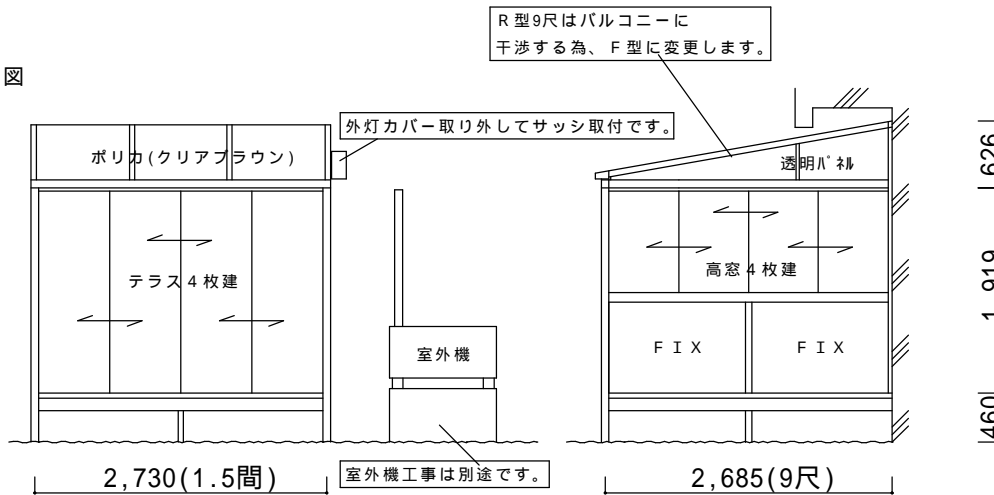 R型9尺はバルコニーに
干渉する為、F型に変更します。
図
外灯カバー取り外してサッシ取付です。
ポリカ(クリアブラウン)
透明パネル
626
テラス4枚建
高窓4枚建
1,919
室外機
FIX
FIX
460
室外機工事は別途です。
2,730(1.5間)
2,685(9尺)